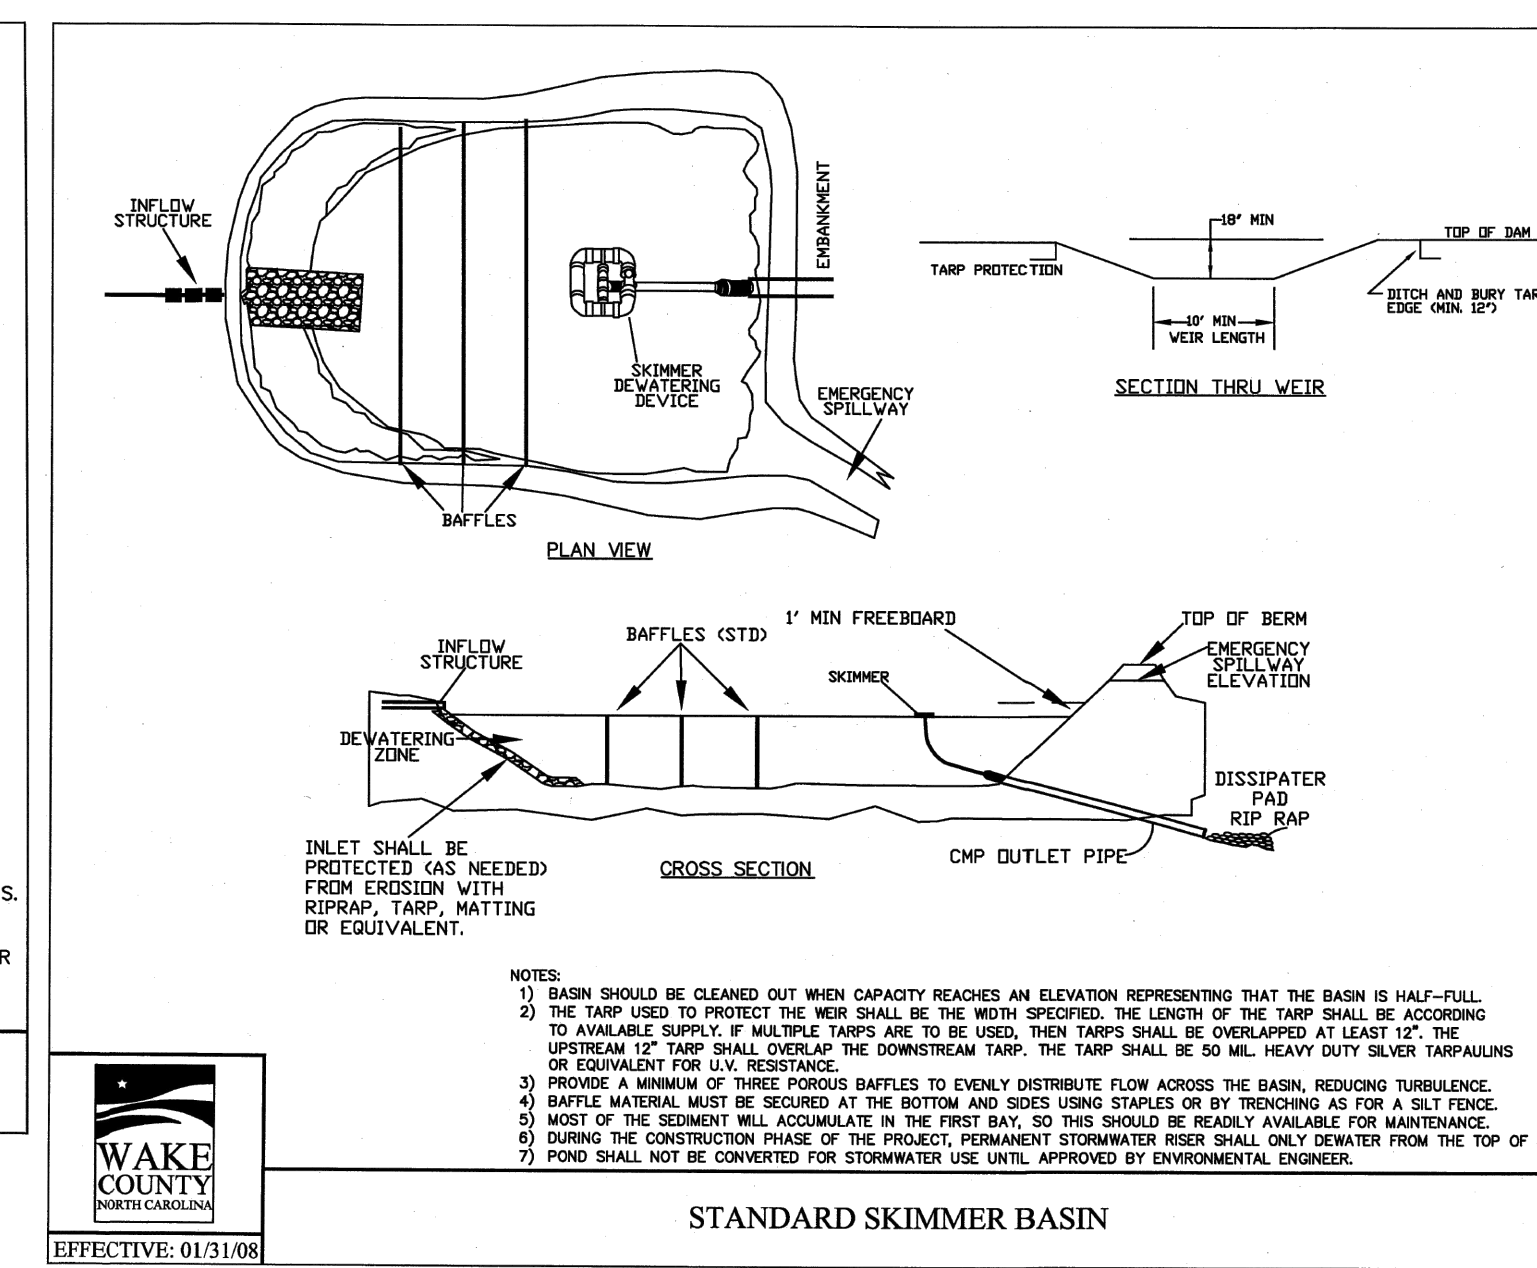 INFLOW
STRUCTURE
EMBANKMENT
SKIMMER
DEWATERING
DEVICE
EMERGENCY
SPILLWAY
BAFFLES
PLAN VIEW
18" MIN
TOP OF DAM
TARP PROTECTION
DITCH AND BURY TAR
EDGE (MIN. 12")
10' MIN
WEIR LENGTH
SECTION THRU WEIR
INFLOW
STRUCTURE
BAFFLES (STD)
1' MIN FREEBOARD
TOP OF BERM
EMERGENCY
SPILLWAY
ELEVATION
SKIMMER
DEWATERING
ZONE
DISSIPATER
PAD
RIP RAP
CMP OUTLET PIPE
INLET SHALL BE
PROTECTED (AS NEEDED)
FROM EROSION WITH
RIPRAP, TARP, MATTING
OR EQUIVALENT.
CROSS SECTION
S.
R
NOTES:
1) BASIN SHOULD BE CLEANED OUT WHEN CAPACITY REACHES AN ELEVATION REPRESENTING THAT THE BASIN IS HALF-FULL.
2) THE TARP USED TO PROTECT THE WEIR SHALL BE THE WIDTH SPECIFIED. THE LENGTH OF THE TARP SHALL BE ACCORDING
TO AVAILABLE SUPPLY. IF MULTIPLE TARPS ARE TO BE USED, THEN TARPS SHALL BE OVERLAPPED AT LEAST 12". THE
UPSTREAM 12" TARP SHALL OVERLAP THE DOWNSTREAM TARP. THE TARP SHALL BE 50 MIL. HEAVY DUTY SILVER TARPAULINS
OR EQUIVALENT FOR U.V. RESISTANCE.
3) PROVIDE A MINIMUM OF THREE POROUS BAFFLES TO EVENLY DISTRIBUTE FLOW ACROSS THE BASIN, REDUCING TURBULENCE.
4) BAFFLE MATERIAL MUST BE SECURED AT THE BOTTOM AND SIDES USING STAPLES OR BY TRENCHING AS FOR A SILT FENCE.
5) MOST OF THE SEDIMENT WILL ACCUMULATE IN THE FIRST BAY, SO THIS SHOULD BE READILY AVAILABLE FOR MAINTENANCE.
6) DURING THE CONSTRUCTION PHASE OF THE PROJECT, PERMANENT STORMWATER RISER SHALL ONLY DEWATER FROM THE TOP OF
7) POND SHALL NOT BE CONVERTED FOR STORMWATER USE UNTIL APPROVED BY ENVIRONMENTAL ENGINEER.
WAKE
COUNTY
NORTH CAROLINA
EFFECTIVE: 01/31/08
STANDARD SKIMMER BASIN